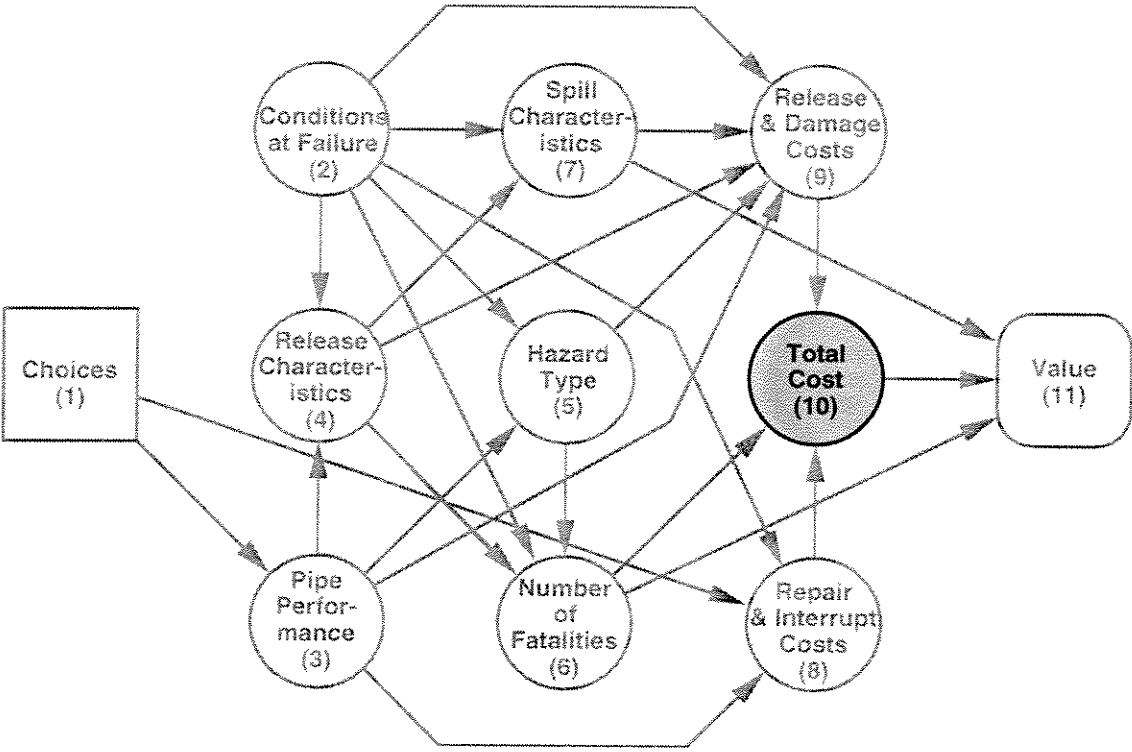 Conditions
at Failure
(2)
Spill
Character-
istics
(7)
Release
& Damage
Costs
(9)
Choices
(1)
Release
Character-
istics
(4)
Hazard
Type
(5)
Total
Cost
(10)
Value
(11)
Pipe
Perfor-
mance
(3)
Number
of
Fatalities
(6)
Repair
& Interrupt
Costs
(8)